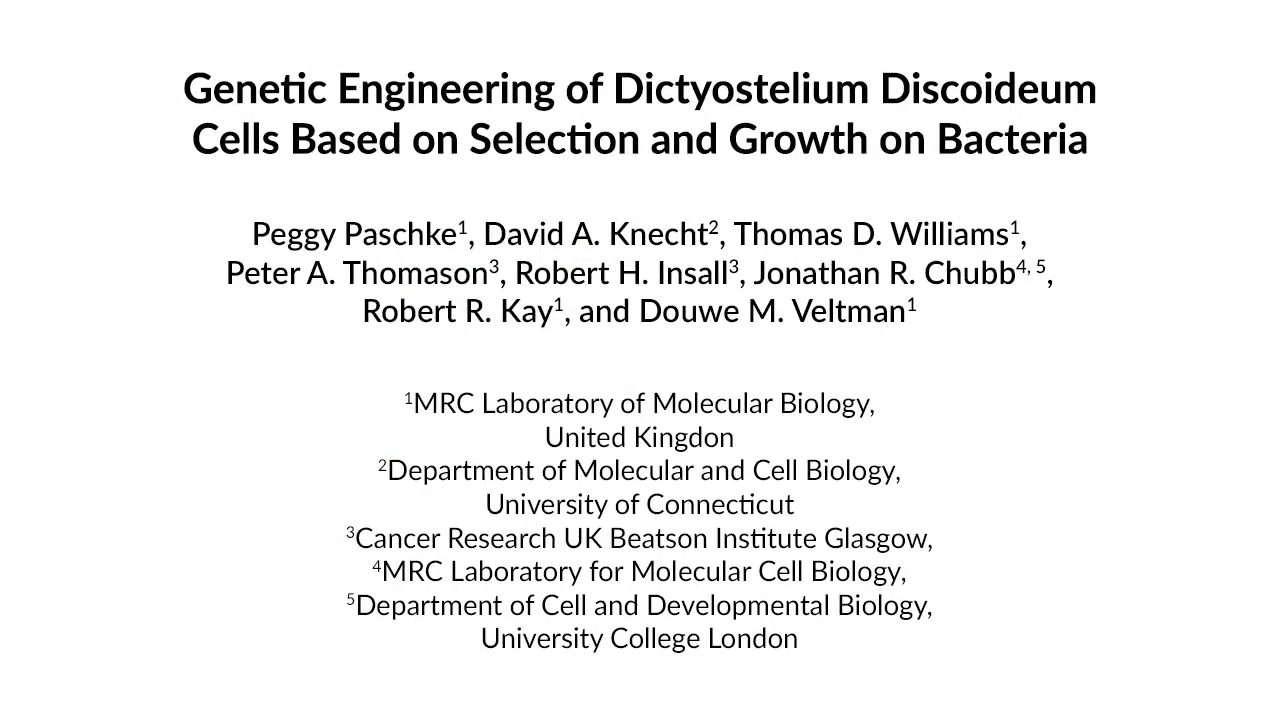 Genetic Engineering of Dictyostelium Discoideum
Cells Based on Selection and Growth on Bacteria
Peggy Paschke¹, David A. Knecht², Thomas D. Williams¹,
Peter A. Thomason³, Robert H. Insall³, Jonathan R. Chubb⁴, ⁵,
Robert R. Kay¹, and Douwe M. Veltman¹
¹MRC Laboratory of Molecular Biology,
United Kingdon
²Department of Molecular and Cell Biology,
University of Connecticut
³Cancer Research UK Beatson Institute Glasgow,
⁴MRC Laboratory for Molecular Cell Biology,
⁵Department of Cell and Developmental Biology,
University College London